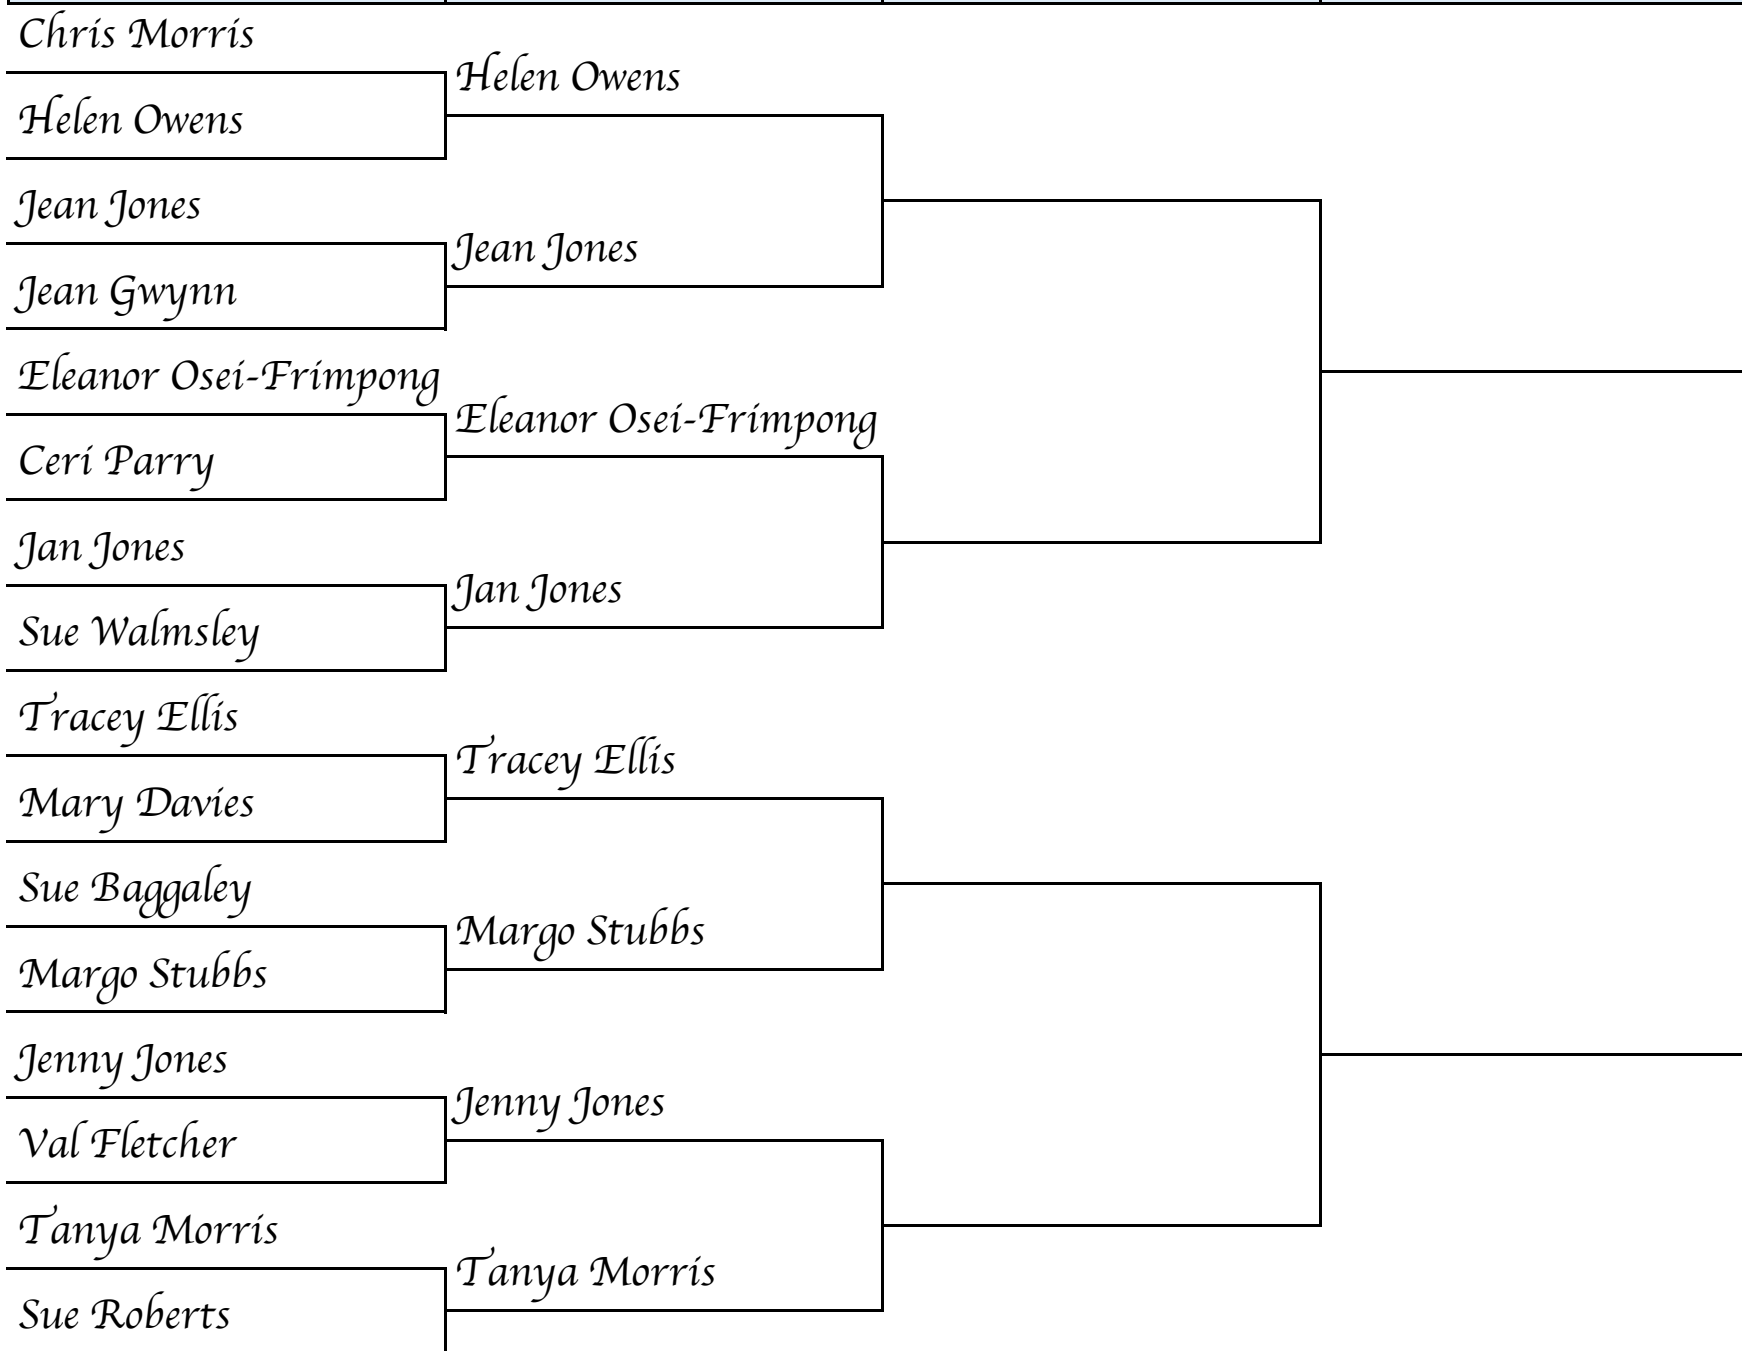 Chris Morris
Helen Owens
Helen Owens
Jean Jones
Jean Jones
Jean Gwynn
Eleanor Osei-Frimpong
Eleanor Osei-Frimpong
Ceri Parry
Jan Jones
Jan Jones
Sue Walmsley
Tracey Ellis
Tracey Ellis
Mary Davies
Sue Baggaley
Margo Stubbs
Margo Stubbs
Jenny Jones
Jenny Jones
Val Fletcher
Tanya Morris
Tanya Morris
Sue Roberts